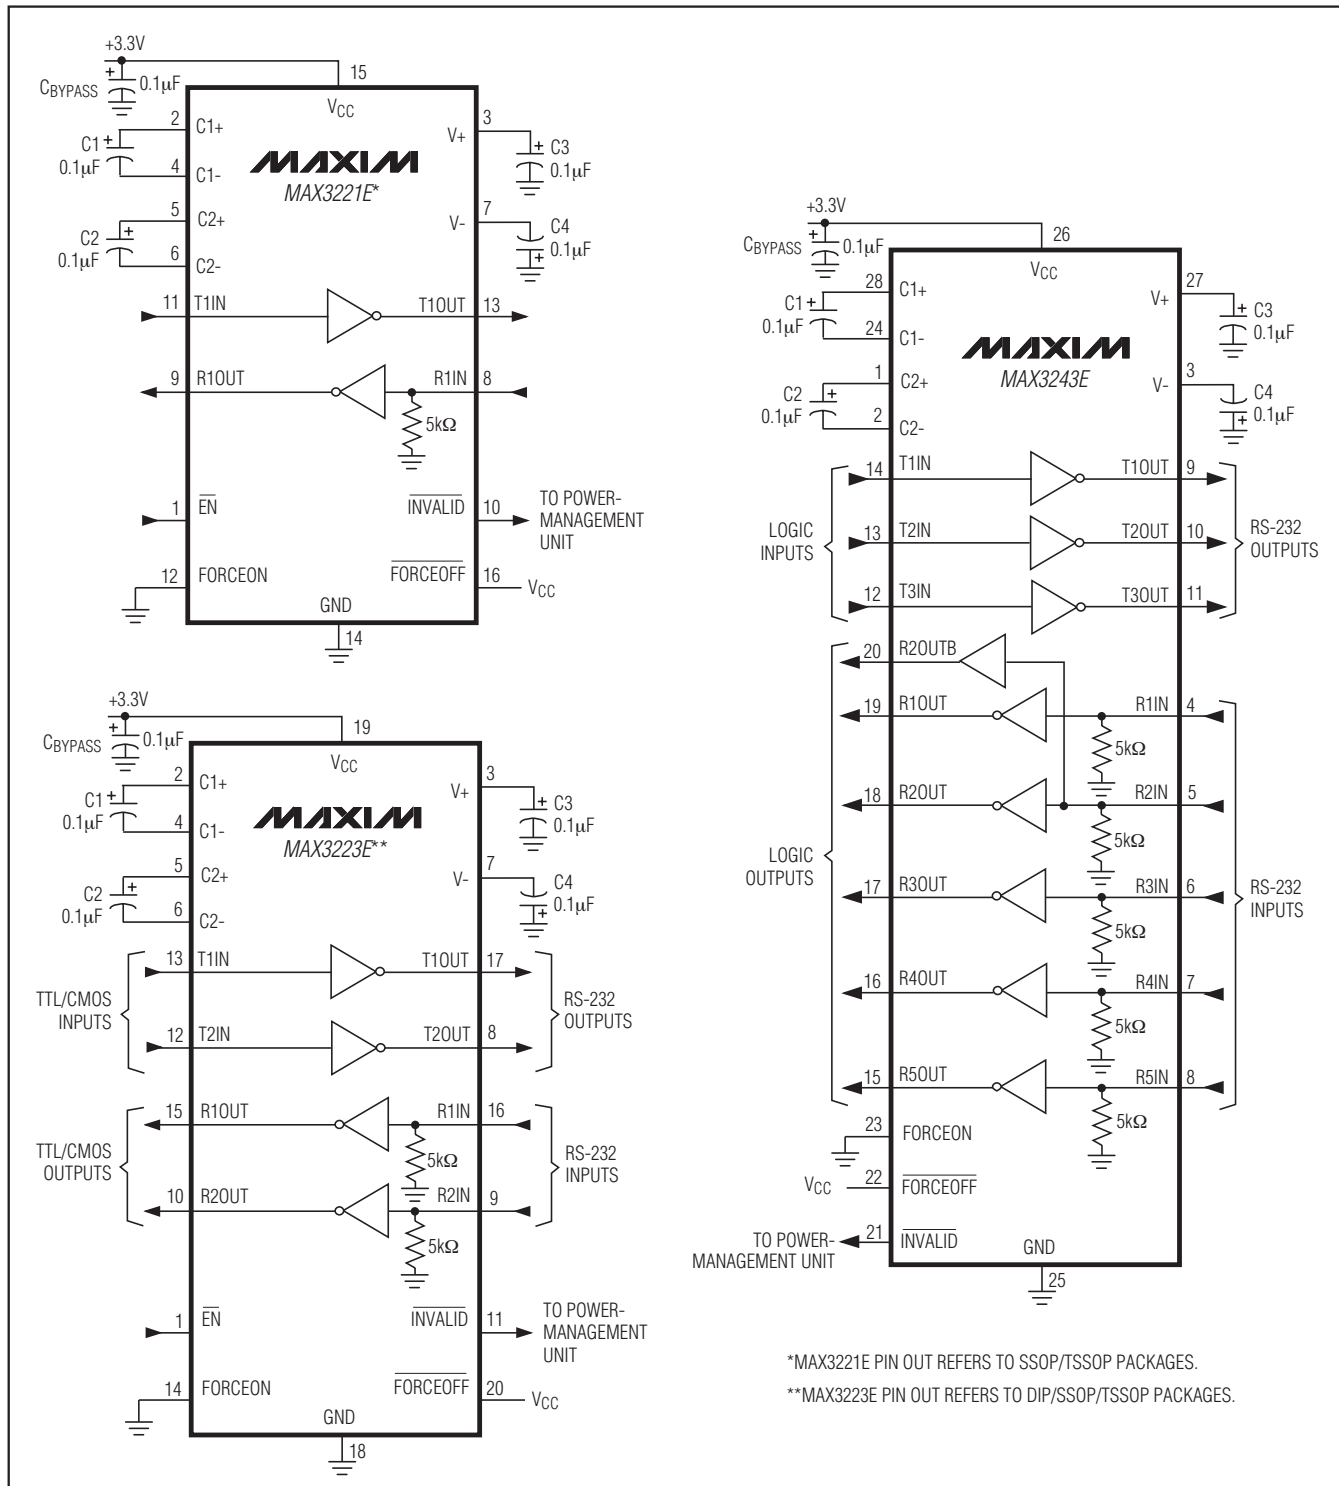 +3.3V
CBYPASS
+
0.1µF
15
VCC
2
C1+
C1
+
0.1µF
4
C1-
5
C2+
C2
+
0.1µF
6
C2-
3
V+
+
C3
0.1µF
7
V-
C4
0.1µF
+
MAXIM
MAX3221E*
11
T1IN
T1OUT
13
9
R1OUT
R1IN
8
5kΩ
1
EN
INVALID
10
TO POWER-
MANAGEMENT
UNIT
12
FORCEON
FORCEOFF
16
VCC
GND
14
+3.3V
CBYPASS
+
0.1µF
19
VCC
2
C1+
C1
+
0.1µF
4
C1-
5
C2+
C2
+
0.1µF
6
C2-
3
V+
+
C3
0.1µF
7
V-
C4
0.1µF
+
MAXIM
MAX3223E**
TTL/CMOS
INPUTS
13
T1IN
T1OUT
17
12
T2IN
T2OUT
8
RS-232
OUTPUTS
TTL/CMOS
OUTPUTS
15
R1OUT
R1IN
16
5kΩ
10
R2OUT
R2IN
9
5kΩ
RS-232
INPUTS
1
EN
INVALID
11
TO POWER-
MANAGEMENT
UNIT
14
FORCEON
FORCEOFF
20
VCC
GND
18
+3.3V
CBYPASS
+
0.1µF
26
VCC
28
C1+
C1
+
0.1µF
24
C1-
1
C2+
C2
+
0.1µF
2
C2-
27
V+
+
C3
0.1µF
3
V-
C4
0.1µF
+
MAXIM
MAX3243E
LOGIC
INPUTS
14
T1IN
T1OUT
9
13
T2IN
T2OUT
10
12
T3IN
T3OUT
11
RS-232
OUTPUTS
LOGIC
OUTPUTS
20
R2OUTB
19
R1OUT
R1IN
4
5kΩ
18
R2OUT
R2IN
5
5kΩ
17
R3OUT
R3IN
6
5kΩ
16
R4OUT
R4IN
7
5kΩ
15
R5OUT
R5IN
8
5kΩ
RS-232
INPUTS
23
FORCEON
VCC
22
FORCEOFF
TO POWER-
MANAGEMENT UNIT
21
INVALID
GND
25
*MAX3221E PIN OUT REFERS TO SSOP/TSSOP PACKAGES.
**MAX3223E PIN OUT REFERS TO DIP/SSOP/TSSOP PACKAGES.